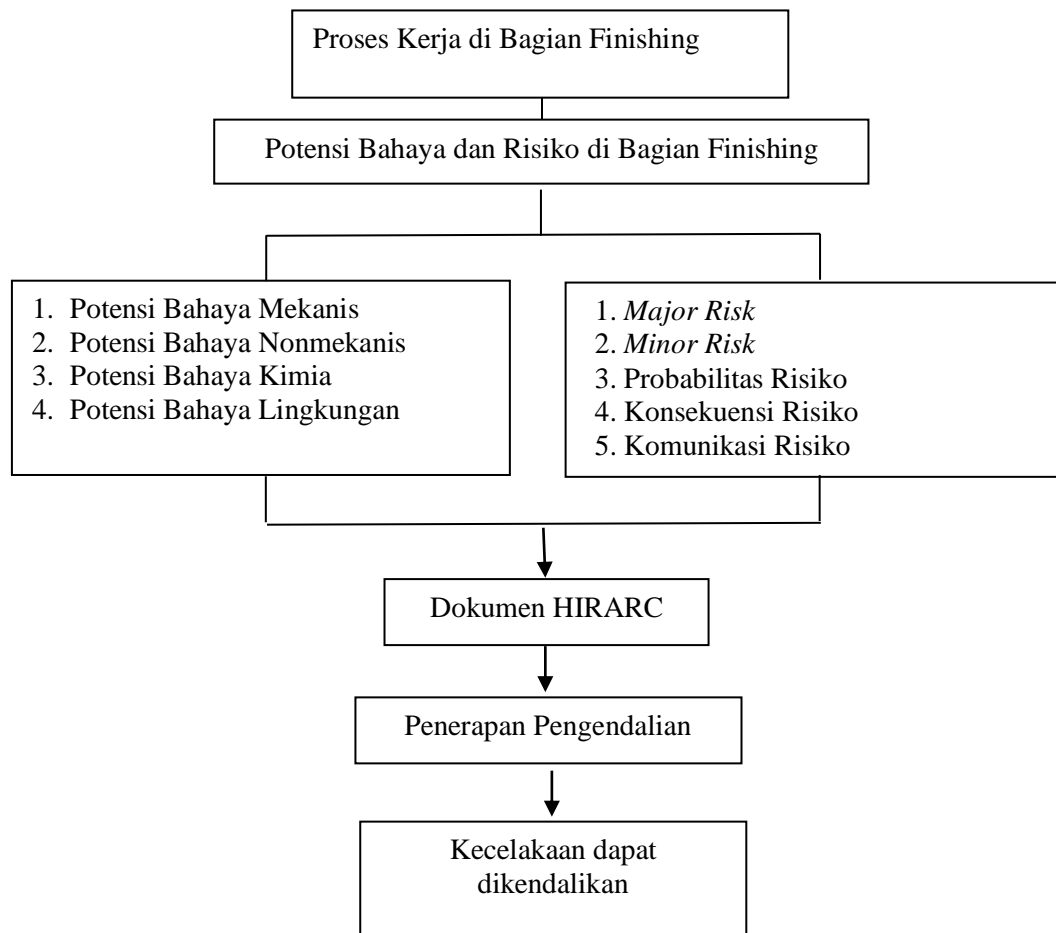 Proses Kerja di Bagian Finishing
Potensi Bahaya dan Risiko di Bagian Finishing
1. Potensi Bahaya Mekanis
2. Potensi Bahaya Nonmekanis
3. Potensi Bahaya Kimia
4. Potensi Bahaya Lingkungan
1. Major Risk
2. Minor Risk
3. Probabilitas Risiko
4. Konsekuensi Risiko
5. Komunikasi Risiko
Dokumen HIRARC
Penerapan Pengendalian
Kecelakaan dapat
dikendalikan